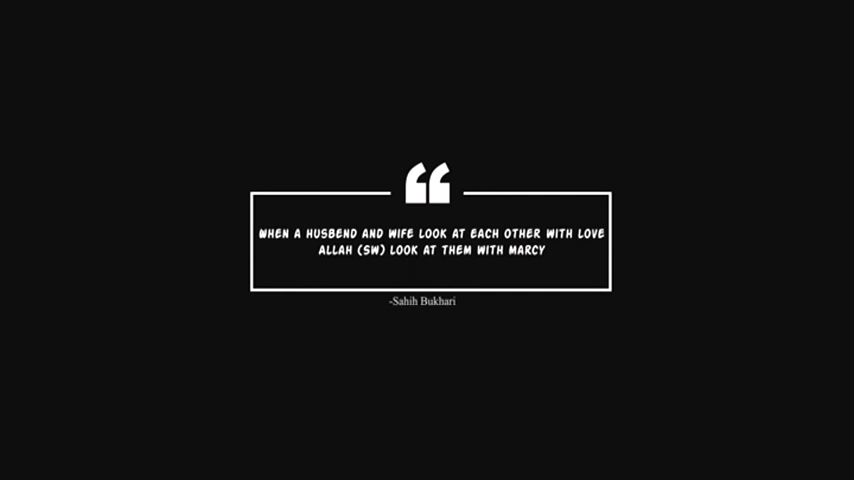 ❝
WHEN A HUSBEND AND WIFE LOOK AT EACH OTHER WITH LOVE
ALLAH (SW) LOOK AT THEM WITH MARCY
-Sahih Bukhari